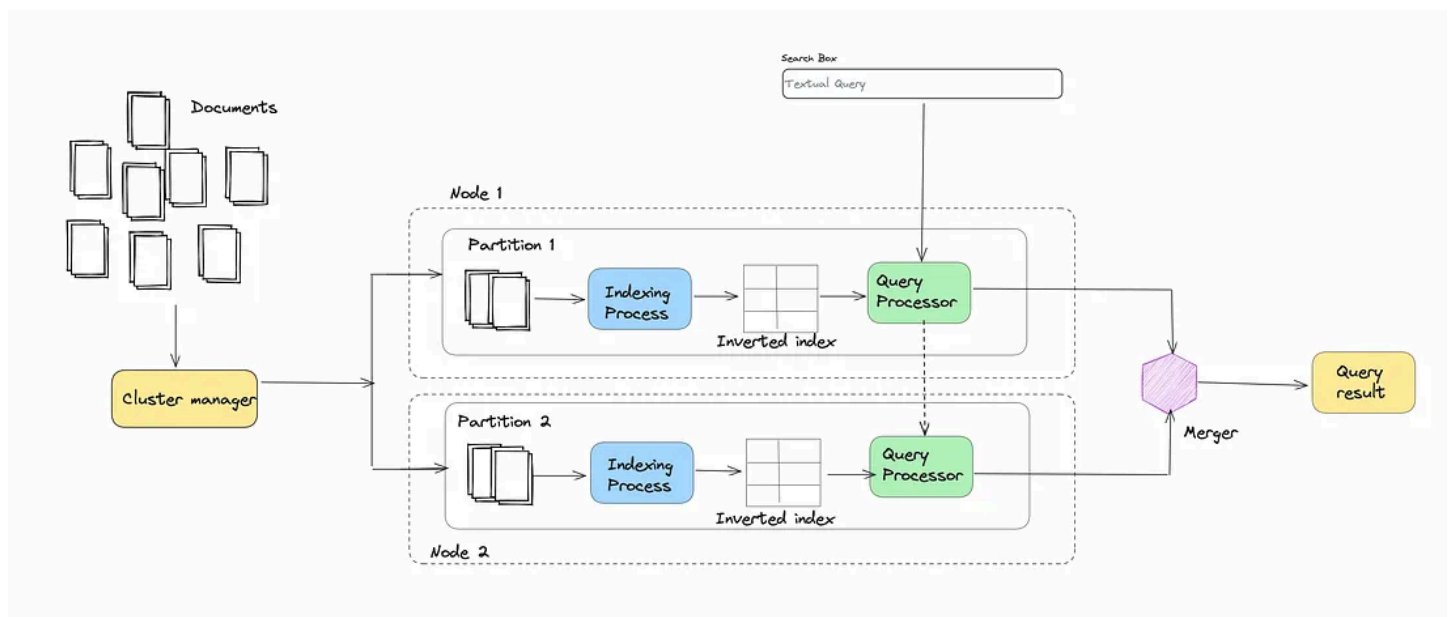 Search Box
Textual Query
Documents
Node 1
Partition 1
Indexing
Process
Inverted index
Query
Processor
Cluster manager
Partition 2
Indexing
Process
Inverted index
Query
Processor
Node 2
Merger
Query
result